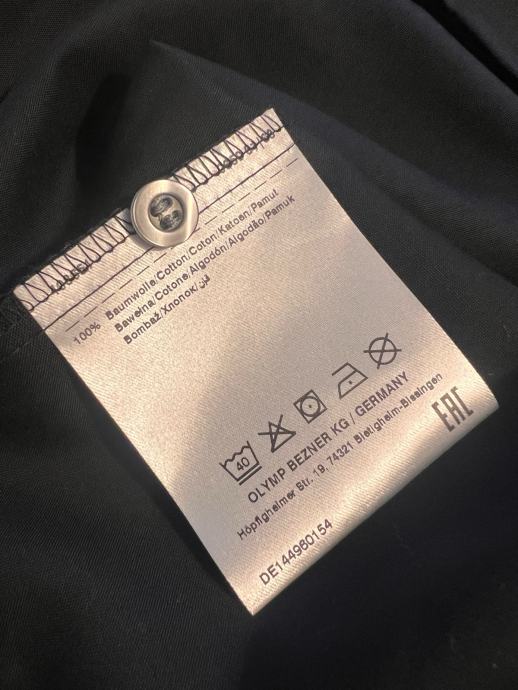 100% Baumwolle/Cotton/Coton/Katoen/Pamut
Bawełna/Cotone/Algodón/Algodão/Pamuk
Bombaž/Хлопок/قطن
40
OLYMP BEZNER KG / GERMANY
Höpfigheimer Str. 19, 74321 Bietigheim-Bissingen
EAC
DE144960154